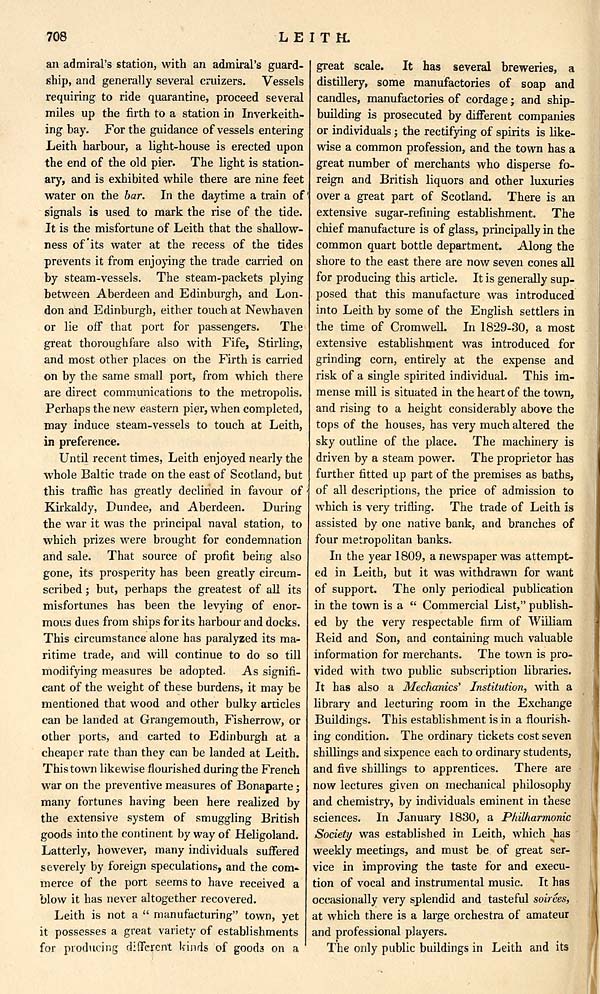 708
LEITH.
an admiral's station, with an admiral's guard-
ship, and generally several cruizers. Vessels
requiring to ride quarantine, proceed several
miles up the firth to a station in Inverkeith-
ing bay. For the guidance of vessels entering
Leith harbour, a light-house is erected upon
the end of the old pier. The light is station-
ary, and is exhibited while there are nine feet
water on the bar. In the daytime a train of
signals is used to mark the rise of the tide.
It is the misfortune of Leith that the shallow-
ness of its water at the recess of the tides
prevents it from enjoying the trade carried on
by steam-vessels. The steam-packets plying
between Aberdeen and Edinburgh, and Lon-
don and Edinburgh, either touch at Newhaven
or lie off that port for passengers. The
great thoroughfare also with Fife, Stirling,
and most other places on the Firth is carried
on by the same small port, from which there
are direct communications to the metropolis.
Perhaps the new eastern pier, when completed,
may induce steam-vessels to touch at Leith,
in preference.
Until recent times, Leith enjoyed nearly the
whole Baltic trade on the east of Scotland, but
this traffic has greatly declined in favour of
Kirkaldy, Dundee, and Aberdeen. During
the war it was the principal naval station, to
which prizes were brought for condemnation
and sale. That source of profit being also
gone, its prosperity has been greatly circum-
scribed; but, perhaps the greatest of all its
misfortunes has been the levying of enor-
mous dues from ships for its harbour and docks.
This circumstance alone has paralyzed its ma-
ritime trade, and will continue to do so till
modifying measures be adopted. As signifi-
cant of the weight of these burdens, it may be
mentioned that wood and other bulky articles
can be landed at Grangemouth, Fisherrow, or
other ports, and carted to Edinburgh at a
cheaper rate than they can be landed at Leith.
This town likewise flourished during the French
war on the preventive measures of Bonaparte;
many fortunes having been here realized by
the extensive system of smuggling British
goods into the continent by way of Heligoland.
Latterly, however, many individuals suffered
severely by foreign speculations, and the com-
merce of the port seems to have received a
blow it has never altogether recovered.
Leith is not a "manufacturing" town, yet
it possesses a great variety of establishments
for producing different kinds of goods on a
great scale. It has several breweries, a
distillery, some manufactories of soap and
candles, manufactories of cordage; and ship-
building is prosecuted by different companies
or individuals; the rectifying of spirits is like-
wise a common profession, and the town has a
great number of merchants who disperse fo-
reign and British liquors and other luxuries
over a great part of Scotland. There is an
extensive sugar-refining establishment. The
chief manufacture is of glass, principally in the
common quart bottle department. Along the
shore to the east there are now seven cones all
for producing this article. It is generally sup-
posed that this manufacture was introduced
into Leith by some of the English settlers in
the time of Cromwell. In 1829-30, a most
extensive establishment was introduced for
grinding corn, entirely at the expense and
risk of a single spirited individual. This im-
mense mill is situated in the heart of the town,
and rising to a height considerably above the
tops of the houses, has very much altered the
sky outline of the place. The machinery is
driven by a steam power. The proprietor has
further fitted up part of the premises as baths,
of all descriptions, the price of admission to
which is very trifling. The trade of Leith is
assisted by one native bank, and branches of
four metropolitan banks.
In the year 1809, a newspaper was attempt-
ed in Leith, but it was withdrawn for want
of support. The only periodical publication
in the town is a "Commercial List," publish-
ed by the very respectable firm of William
Reid and Son, and containing much valuable
information for merchants. The town is pro-
vided with two public subscription libraries.
It has also a Mechanics' Institution, with a
library and lecturing room in the Exchange
Buildings. This establishment is in a flourish-
ing condition. The ordinary tickets cost seven
shillings and sixpence each to ordinary students,
and five shillings to apprentices. There are
now lectures given on mechanical philosophy
and chemistry, by individuals eminent in these
sciences. In January 1830, a Philharmonic
Society was established in Leith, which has
weekly meetings, and must be of great ser-
vice in improving the taste for and execu-
tion of vocal and instrumental music. It has
occasionally very splendid and tasteful soirées,
at which there is a large orchestra of amateur
and professional players.
The only public buildings in Leith and its